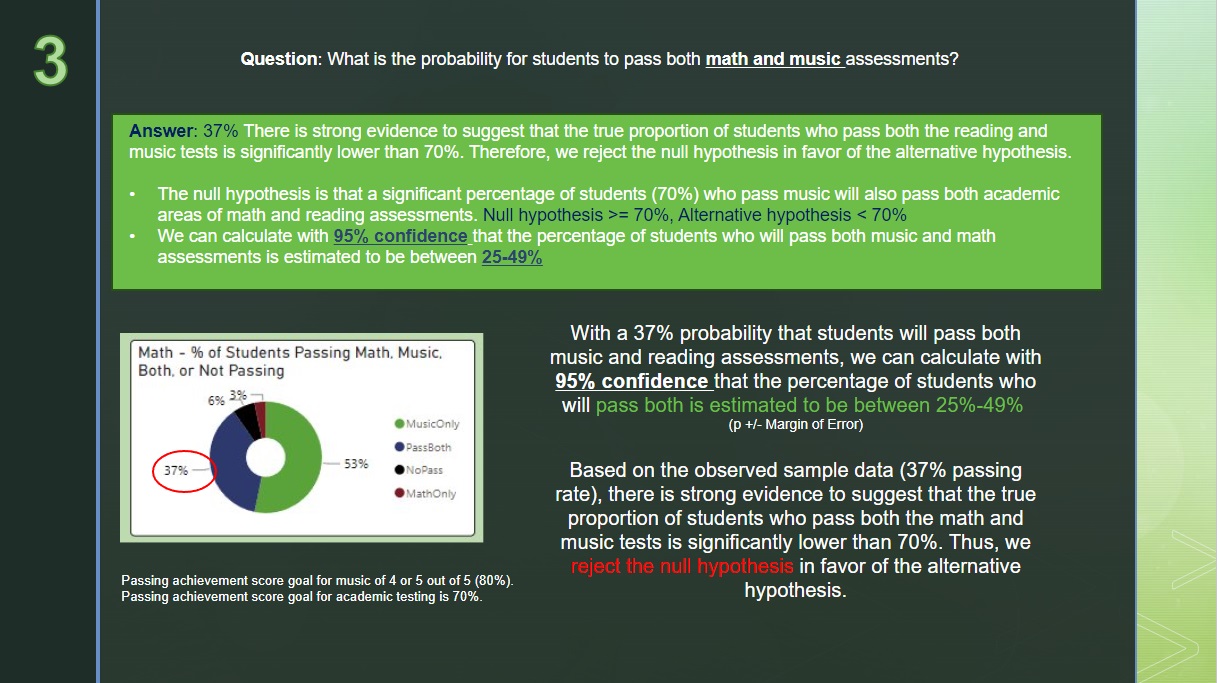 3
Question: What is the probability for students to pass both math and music assessments?
Answer: 37% There is strong evidence to suggest that the true proportion of students who pass both the reading and
music tests is significantly lower than 70%. Therefore, we reject the null hypothesis in favor of the alternative hypothesis.
• The null hypothesis is that a significant percentage of students (70%) who pass music will also pass both academic
areas of math and reading assessments. Null hypothesis >= 70%, Alternative hypothesis < 70%
• We can calculate with 95% confidence that the percentage of students who will pass both music and math
assessments is estimated to be between 25-49%
Math - % of Students Passing Math, Music,
Both, or Not Passing
6%
3%
37%
53%
MusicOnly
PassBoth
NoPass
MathOnly
Passing achievement score goal for music of 4 or 5 out of 5 (80%).
Passing achievement score goal for academic testing is 70%.
With a 37% probability that students will pass both
music and reading assessments, we can calculate with
95% confidence that the percentage of students who
will pass both is estimated to be between 25%-49%
(p +/- Margin of Error)
Based on the observed sample data (37% passing
rate), there is strong evidence to suggest that the true
proportion of students who pass both the math and
music tests is significantly lower than 70%. Thus, we
reject the null hypothesis in favor of the alternative
hypothesis.